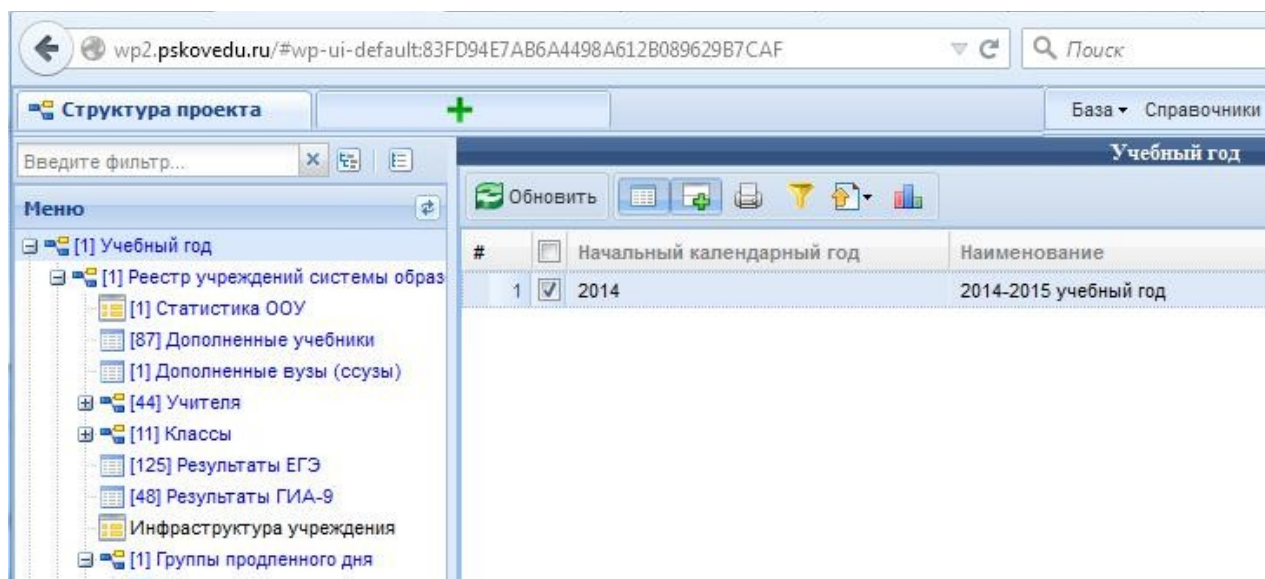 wp2.pskovedu.ru/#wp-ui-default:83FD94E7AB6A4498A612B089629B7CAF
Поиск
Структура проекта
База Справочники
Введите фильтр...
Учебный год
Обновить
Меню
# Начальный календарный год Наименование
1 2014 2014-2015 учебный год
[1] Учебный год
[1] Реестр учреждений системы образ
[1] Статистика ООУ
[87] Дополненные учебники
[1] Дополненные вузы (ссузы)
[44] Учителя
[11] Классы
[125] Результаты ЕГЭ
[48] Результаты ГИА-9
Инфраструктура учреждения
[1] Группы продленного дня